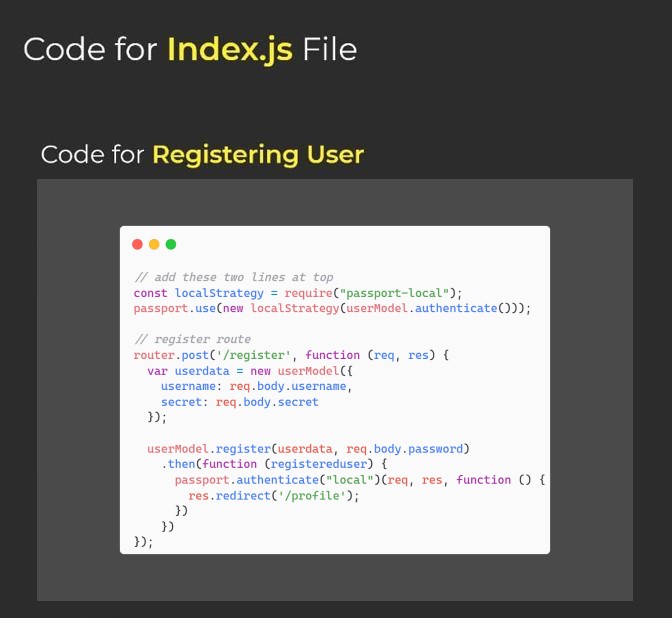 Code for Index.js File
Code for Registering User
// add these two lines at top
const localStrategy = require("passport-local");
passport.use(new localStrategy(userModel.authenticate()));
// register route
router.post('/register', function (req, res) {
  var userdata = new userModel({
    username: req.body.username,
    secret: req.body.secret
  });
  userModel.register(userdata, req.body.password)
    .then(function (registereduser) {
      passport.authenticate("local")(req, res, function () {
        res.redirect('/profile');
      })
    })
});